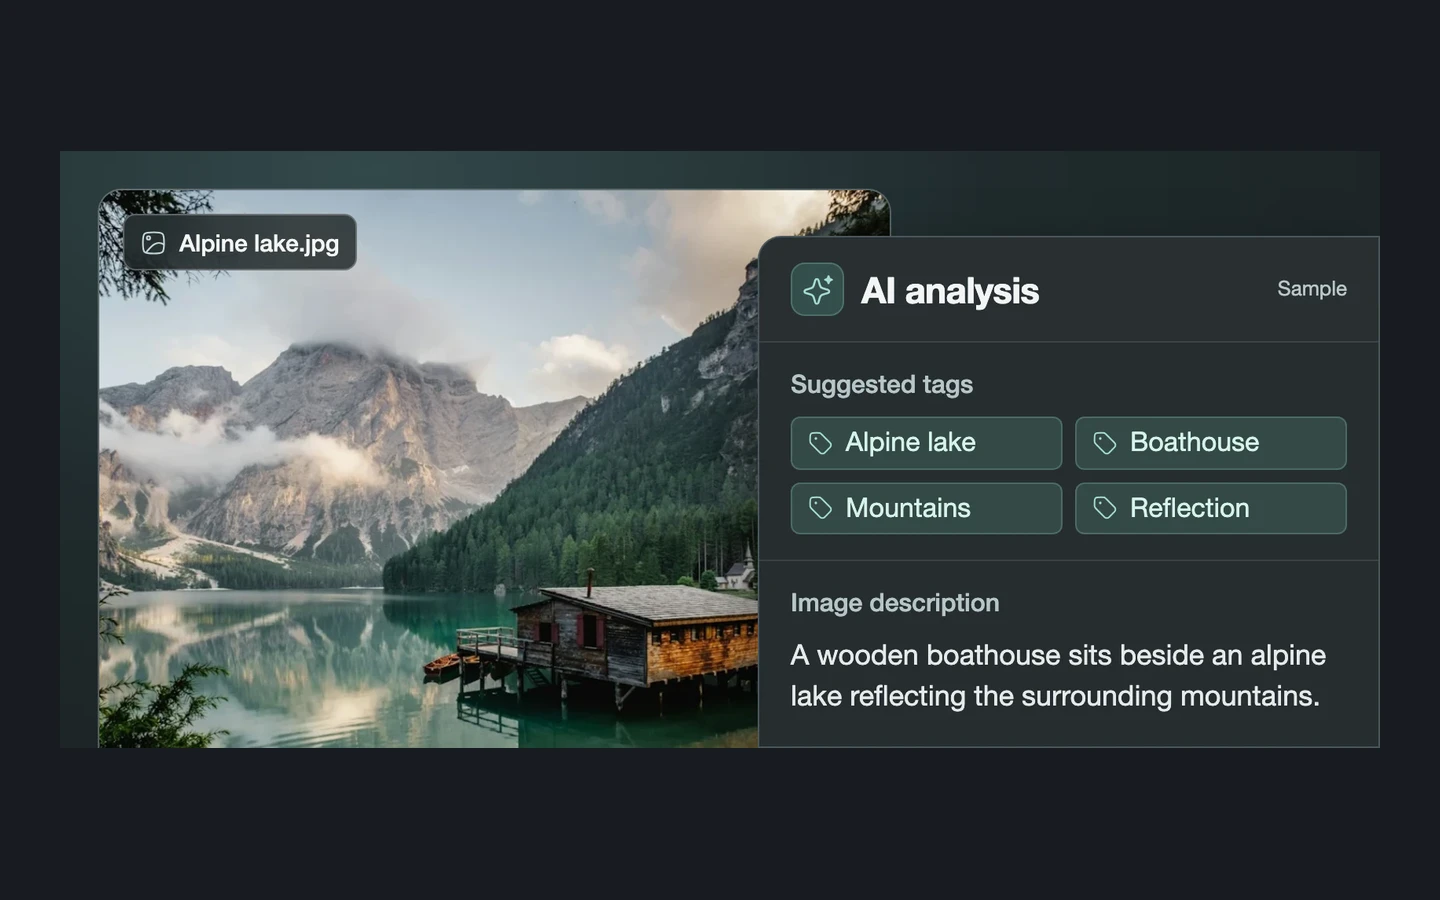 Alpine lake.jpg
AI analysis
Sample
Suggested tags
Alpine lake
Boathouse
Mountains
Reflection
Image description
A wooden boathouse sits beside an alpine
lake reflecting the surrounding mountains.